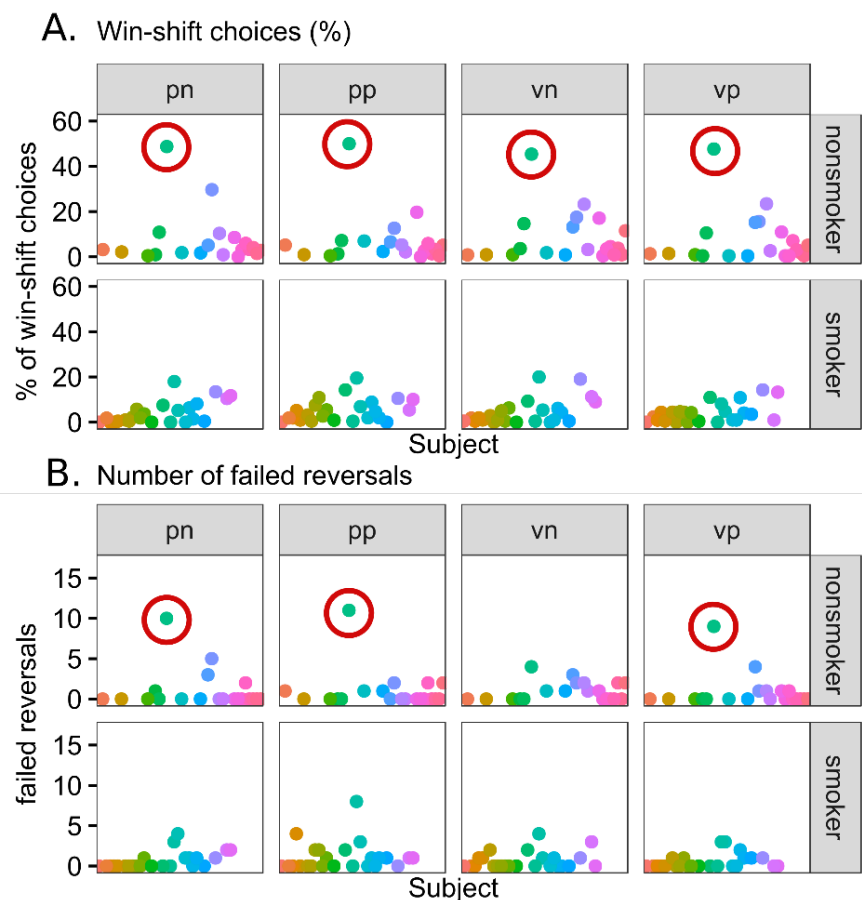 A. Win-shift choices (%)
pn pp vn vp
% of win-shift choices
60
40
20
0
nonsmoker
60
40
20
0
smoker
Subject
B. Number of failed reversals
pn pp vn vp
failed reversals
15
10
5
0
nonsmoker
15
10
5
0
smoker
Subject